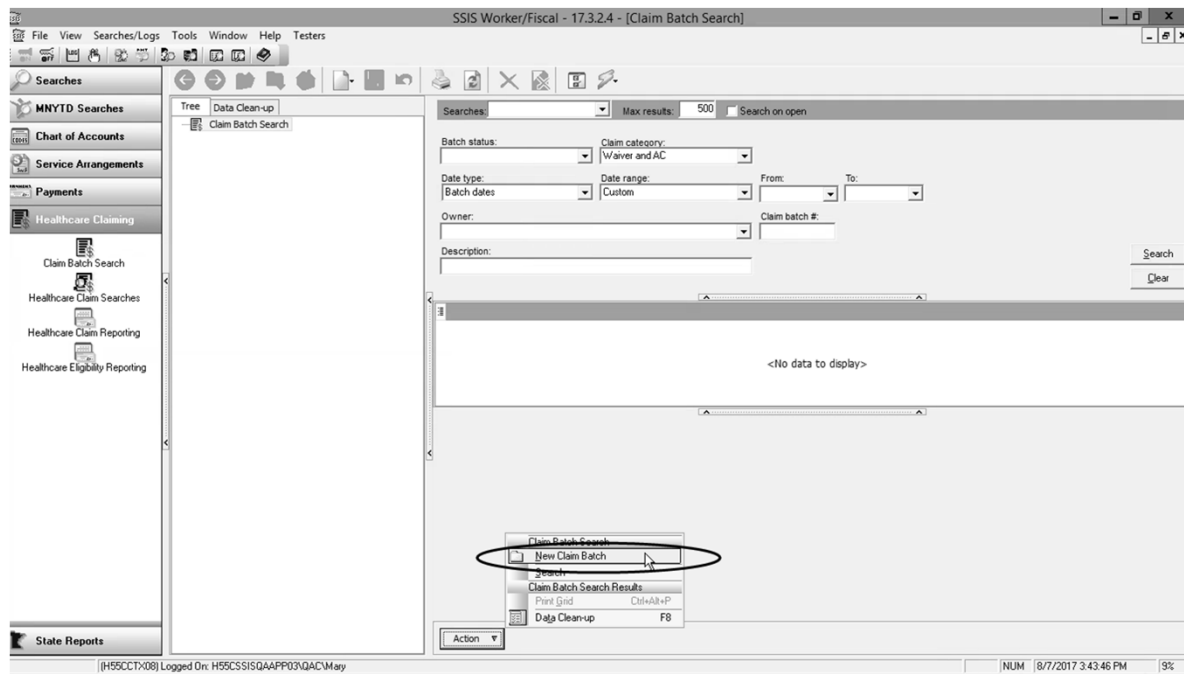 SSIS Worker/Fiscal - 17.3.2.4 - [Claim Batch Search]
File View Searches/Logs Tools Window Help Testers
Searches
MNYTD Searches
Chart of Accounts
Service Arrangements
Payments
Healthcare Claiming
Claim Batch Search
Healthcare Claim Searches
Healthcare Claim Reporting
Healthcare Eligibility Reporting
State Reports
Tree Data Clean-up
Claim Batch Search
Searches: Max results: 500 Search on open
Batch status: Claim category:
Waiver and AC
Date type: Date range: From: To:
Batch dates Custom
Owner: Claim batch #:
Description:
Search
Clear
<No data to display>
Claim Batch Search
New Claim Batch
Search
Claim Batch Search Results
Print Grid Ctrl+Alt+P
Data Clean-up F8
Action
(H55CCTX08) Logged On: H55CSSISQAAPP03\QAC\Mary NUM 8/7/2017 3:43:46 PM 9%